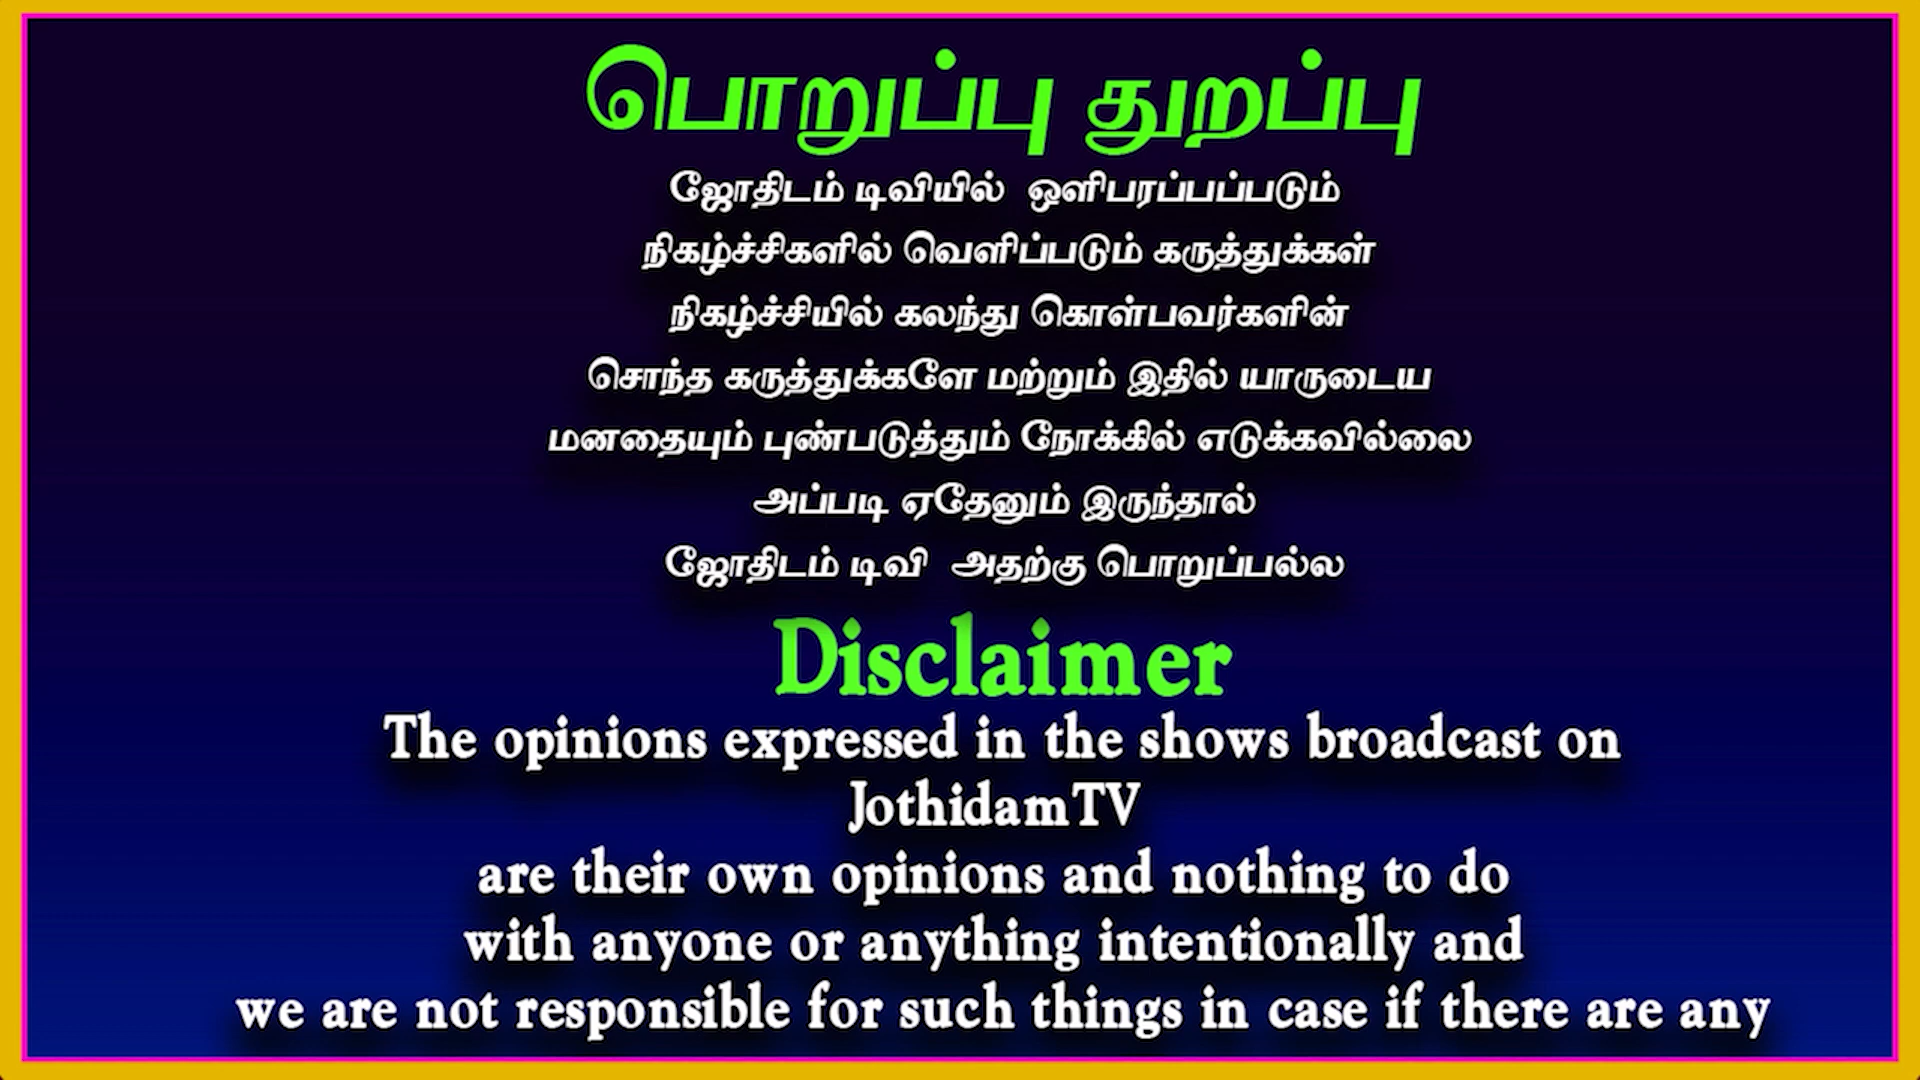 பொறுப்பு துறப்பு
ஜோதிடம் டிவியில் ஒளிபரப்பப்படும்
நிகழ்ச்சிகளில் வெளிப்படும் கருத்துக்கள்
நிகழ்ச்சியில் கலந்து கொள்பவர்களின்
சொந்த கருத்துக்களே மற்றும் இதில் யாருடைய
மனதையும் புண்படுத்தும் நோக்கில் எடுக்கவில்லை
அப்படி ஏதேனும் இருந்தால்
ஜோதிடம் டிவி அதற்கு பொறுப்பல்ல
Disclaimer
The opinions expressed in the shows broadcast on
JothidamTV
are their own opinions and nothing to do
with anyone or anything intentionally and
we are not responsible for such things in case if there are any